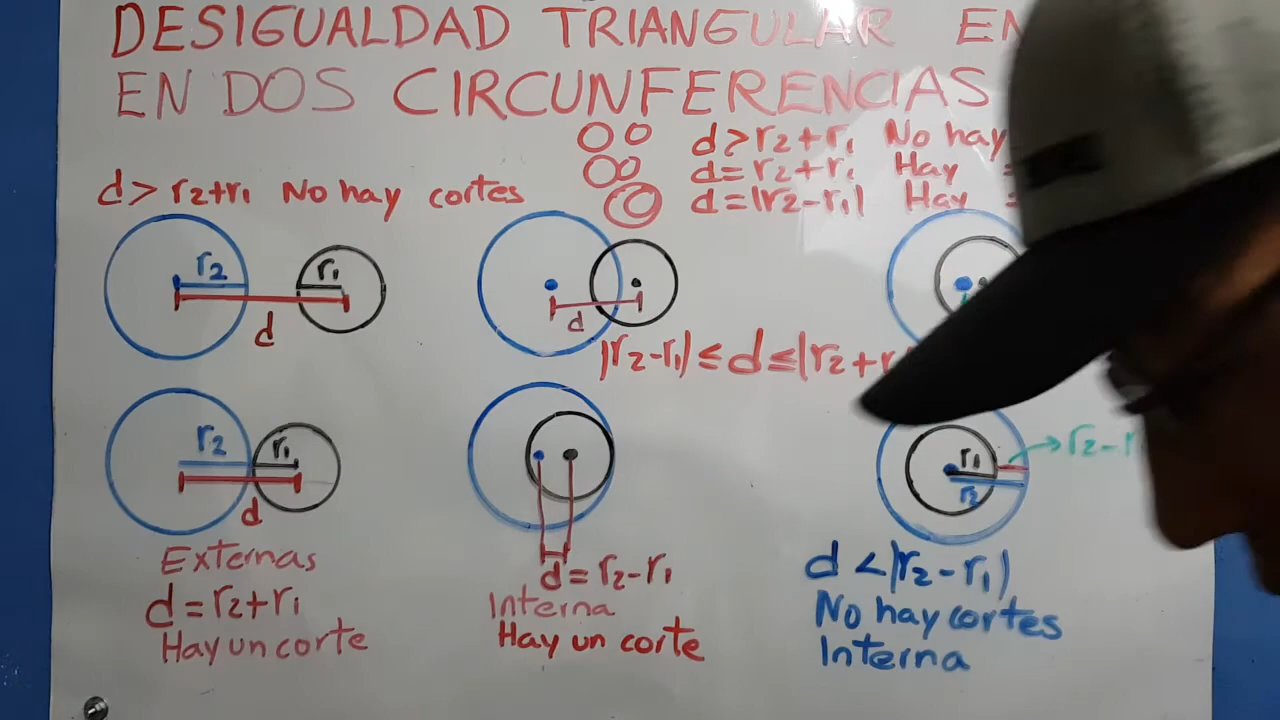 DESIGUALDAD TRIANGULAR EN
EN DOS CIRCUNFERENCIAS
d>r2+r1 No hay
d=r2+r1 Hay
d=|r2-r1| Hay
d> r2+r1 No hay cortes
r2
r1
d
d
|r2-r1| ≤ d ≤ |r2+r
r2
r1
d
r1
r2
r2-r
Externas
d=r2+r1
Hay un corte
d=r2-r1
Interna
Hay un corte
d <|r2-r1)
No hay cortes
Interna